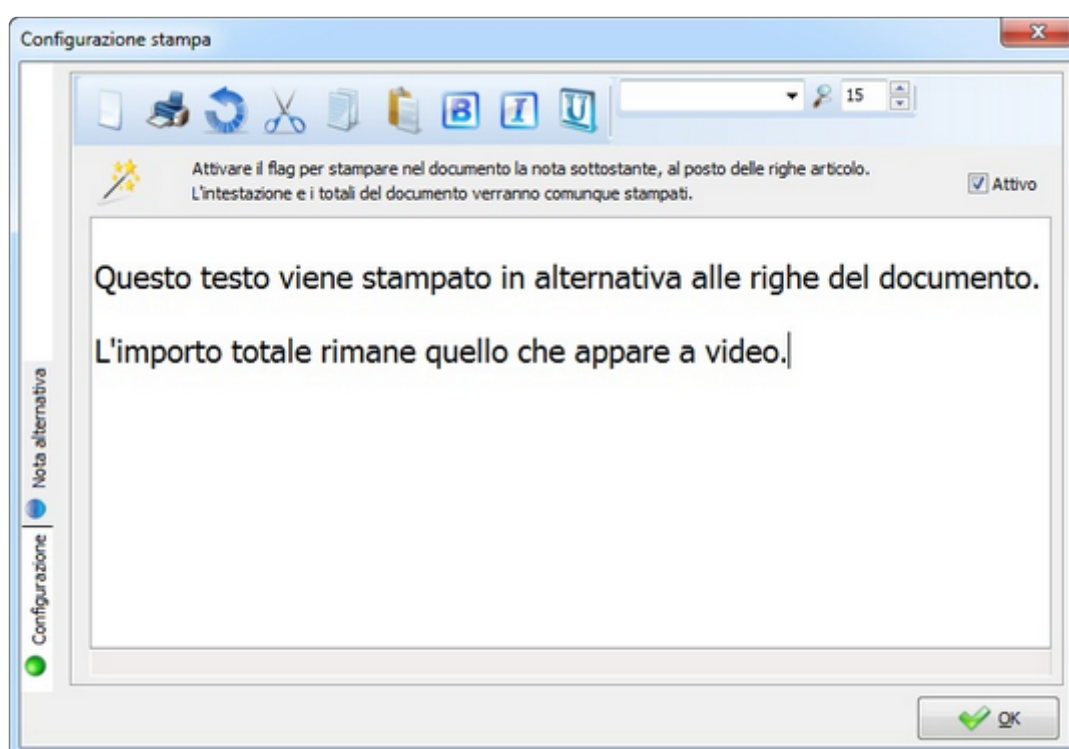 Configurazione stampa
B I U 15
Attivare il flag per stampare nel documento la nota sottostante, al posto delle righe articolo.
L'intestazione e i totali del documento verranno comunque stampati.
Attivo
Questo testo viene stampato in alternativa alle righe del documento.
L'importo totale rimane quello che appare a video.
Nota alternativa
Configurazione
OK